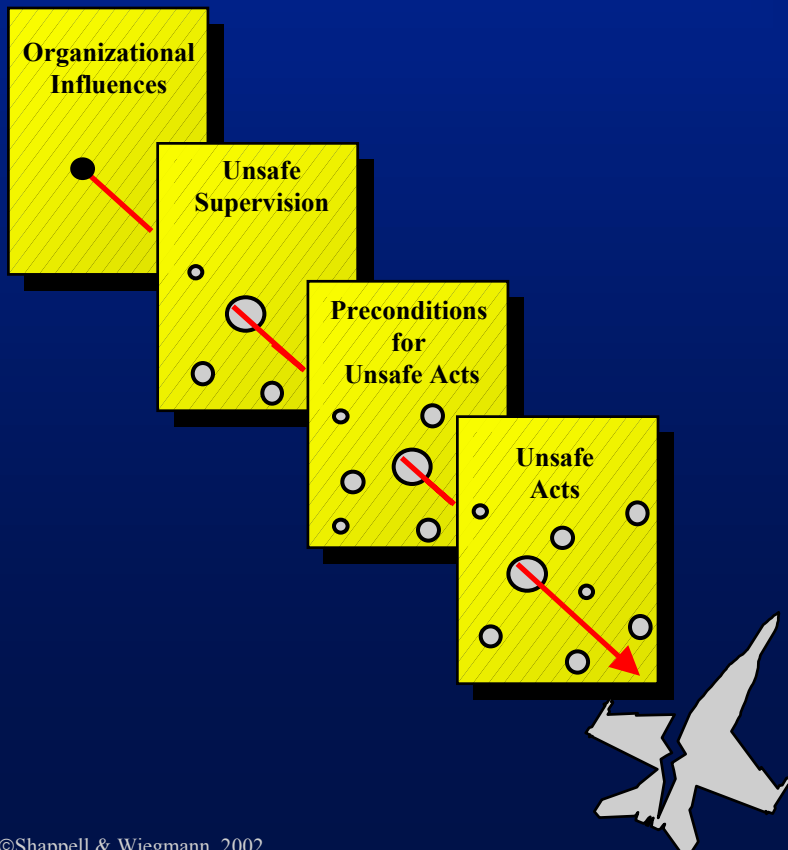 Organizational
Influences
Unsafe
Supervision
Preconditions
for
Unsafe Acts
Unsafe
Acts
©Shappell & Wiegmann, 2002